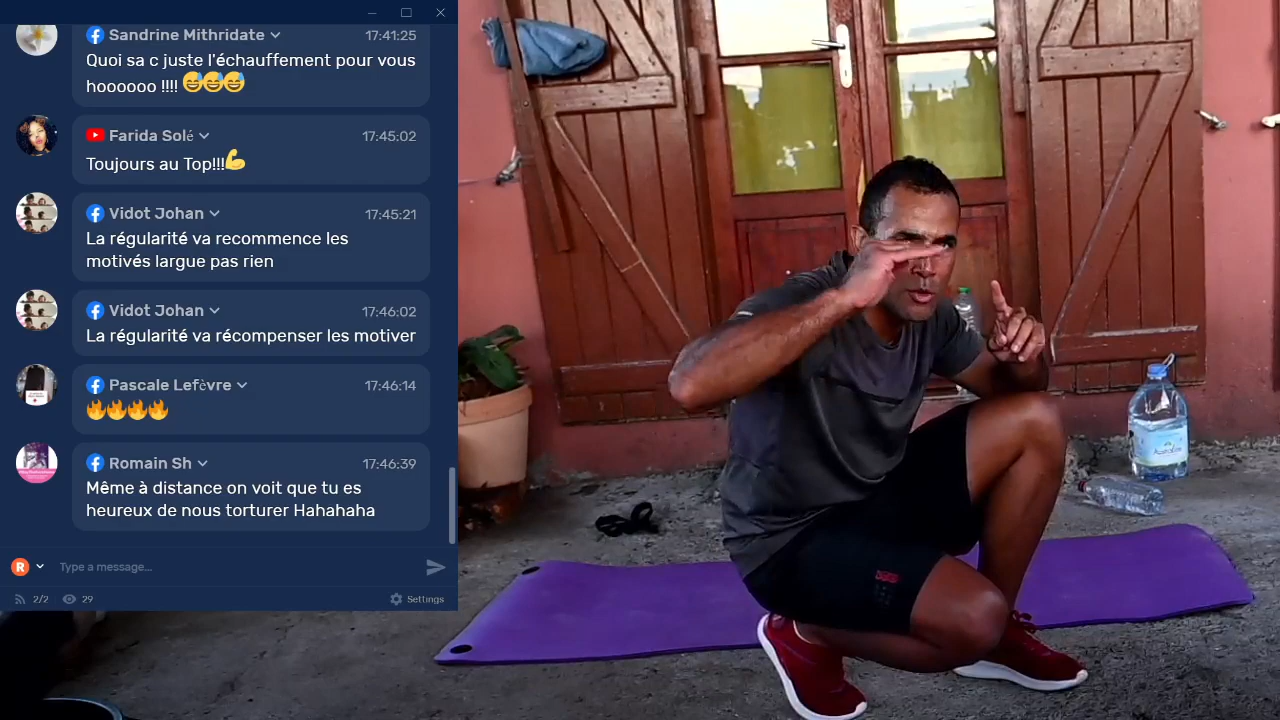 Sandrine Mithridate 17:41:25
Quoi sa c juste l'échauffement pour vous
hoooooo !!!! 😅😅😅
Farida Solé 17:45:02
Toujours au Top!!!💪
Vidot Johan 17:45:21
La régularité va recommence les
motivés largue pas rien
Vidot Johan 17:46:02
La régularité va récompenser les motiver
Pascale Lefèvre 17:46:14
🔥🔥🔥🔥
Romain Sh 17:46:39
Même à distance on voit que tu es
heureux de nous torturer Hahahaha
R Type a message...
2/2 29 Settings